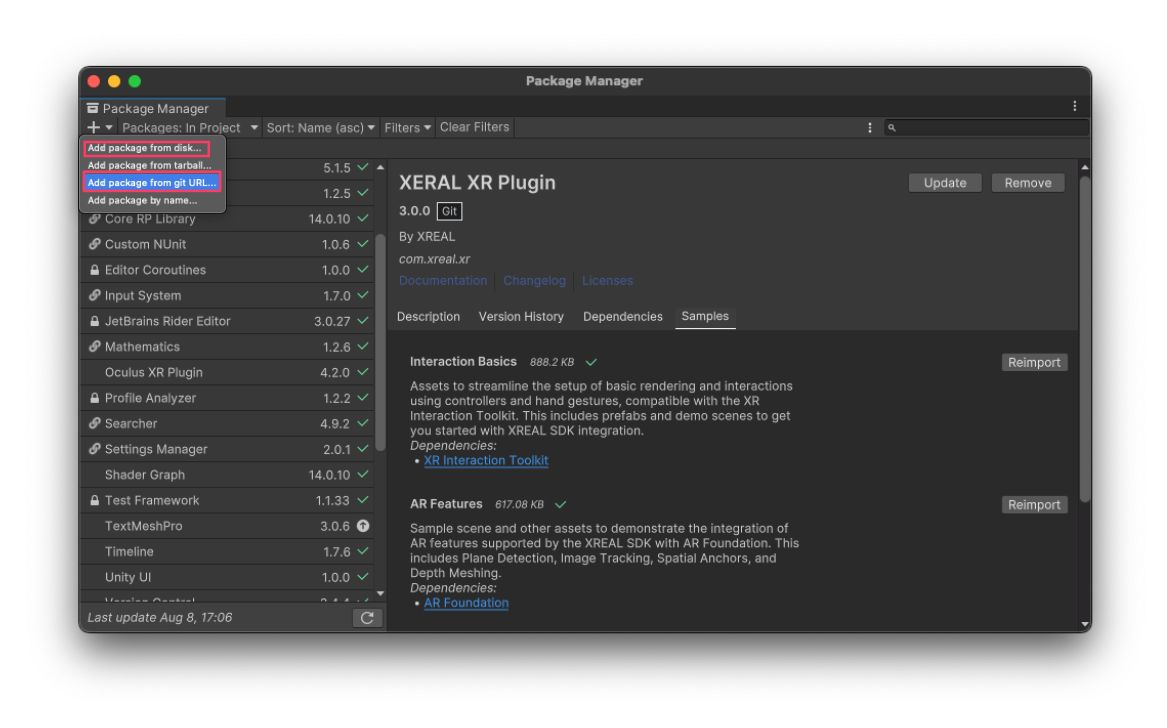 Package Manager
Package Manager
Packages: In Project Sort: Name (asc) Filters Clear Filters
Add package from disk...
Add package from tarball...
Add package from git URL...
Add package by name...
5.1.5
1.2.5
Core RP Library 14.0.10
Custom NUnit 1.0.6
Editor Coroutines 1.0.0
Input System 1.7.0
JetBrains Rider Editor 3.0.27
Mathematics 1.2.6
Oculus XR Plugin 4.2.0
Profile Analyzer 1.2.2
Searcher 4.9.2
Settings Manager 2.0.1
Shader Graph 14.0.10
Test Framework 1.1.33
TextMeshPro 3.0.6
Timeline 1.7.6
Unity UI 1.0.0
Last update Aug 8, 17:06
XERAL XR Plugin Update Remove
3.0.0 Git
By XREAL
com.xreal.xr
Documentation Changelog Licenses
Description Version History Dependencies Samples
Interaction Basics 888.2 KB Reimport
Assets to streamline the setup of basic rendering and interactions
using controllers and hand gestures, compatible with the XR
Interaction Toolkit. This includes prefabs and demo scenes to get
you started with XREAL SDK integration.
Dependencies:
• XR Interaction Toolkit
AR Features 617.08 KB Reimport
Sample scene and other assets to demonstrate the integration of
AR features supported by the XREAL SDK with AR Foundation. This
includes Plane Detection, Image Tracking, Spatial Anchors, and
Depth Meshing.
Dependencies:
• AR Foundation